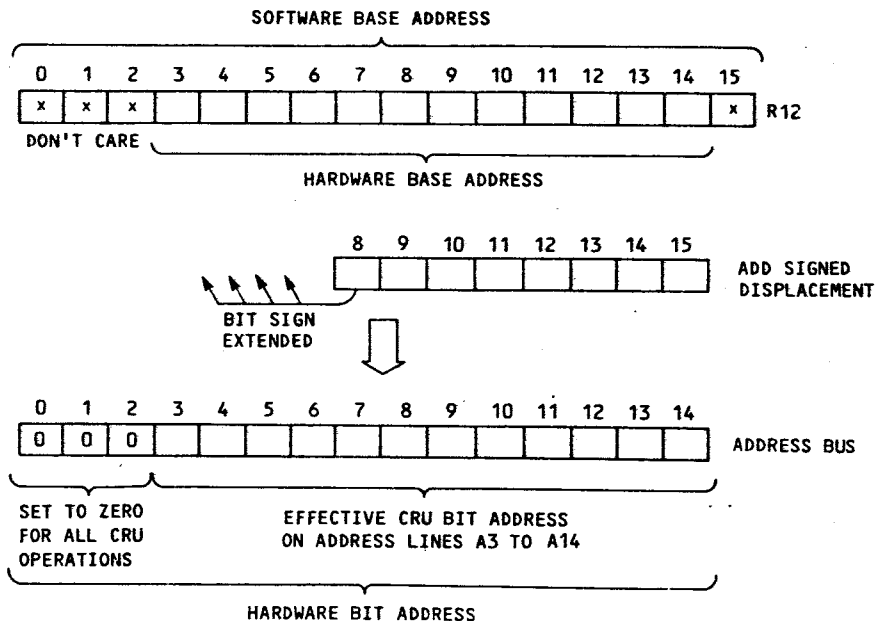 SOFTWARE BASE ADDRESS
0 1 2 3 4 5 6 7 8 9 10 11 12 13 14 15
x x x x R12
DON'T CARE
HARDWARE BASE ADDRESS
8 9 10 11 12 13 14 15
ADD SIGNED
DISPLACEMENT
BIT SIGN
EXTENDED
0 1 2 3 4 5 6 7 8 9 10 11 12 13 14
0 0 0 ADDRESS BUS
SET TO ZERO
FOR ALL CRU
OPERATIONS
EFFECTIVE CRU BIT ADDRESS
ON ADDRESS LINES A3 TO A14
HARDWARE BIT ADDRESS